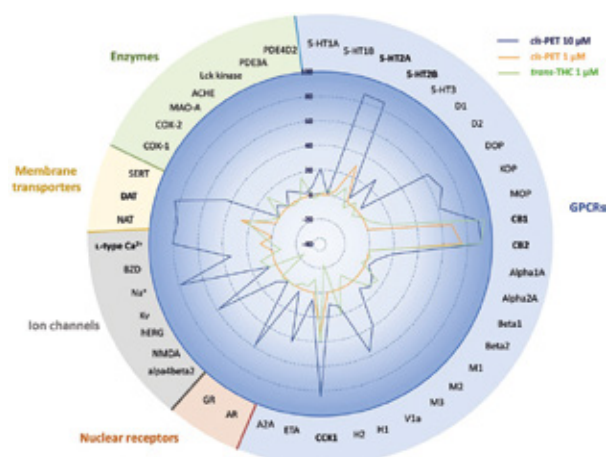 Enzymes
Membrane transporters
Ion channels
Nuclear receptors
GPCRs
cis-PET 10 µM
cis-PET 1 µM
trans-THC 1 µM
5-HT1A
5-HT1B
5-HT2A
5-HT2B
5-HT3
D1
D2
DOP
KOP
MOP
CB1
CB2
Alpha1A
Alpha2A
Beta1
Beta2
M1
M2
M3
V1a
H1
H2
CCK1
ETA
A2A
AR
GR
alpa4beta2
NMDA
hERG
Kv
Na⁺
BZD
L-type Ca²⁺
NAT
DAT
SERT
COX-1
COX-2
MAO-A
ACHE
Lck kinase
PDE3A
PDE4D2
100
80
60
40
20
0
-20
-40